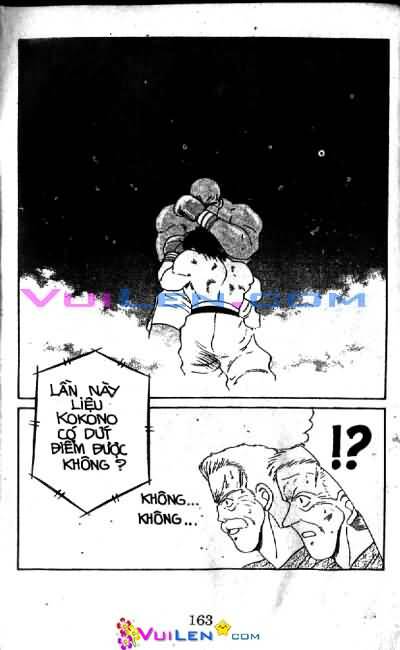 VUILEN.COM
LẦN NÀY
LIỆU
KOKONO
CÓ DỨT
ĐIỂM ĐƯỢC
KHÔNG?
!?
KHÔNG...
KHÔNG...
163
VUILEN.COM